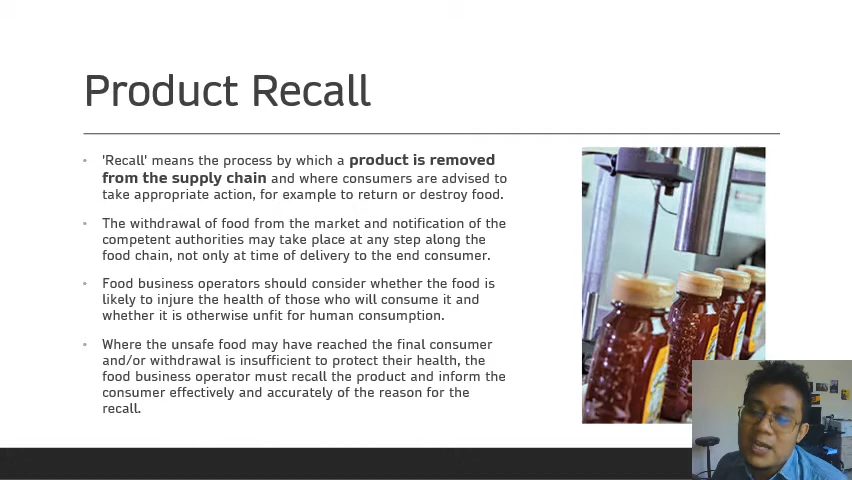 Product Recall
'Recall' means the process by which a product is removed
from the supply chain and where consumers are advised to
take appropriate action, for example to return or destroy food.
The withdrawal of food from the market and notification of the
competent authorities may take place at any step along the
food chain, not only at time of delivery to the end consumer.
Food business operators should consider whether the food is
likely to injure the health of those who will consume it and
whether it is otherwise unfit for human consumption.
Where the unsafe food may have reached the final consumer
and/or withdrawal is insufficient to protect their health, the
food business operator must recall the product and inform the
consumer effectively and accurately of the reason for the
recall.